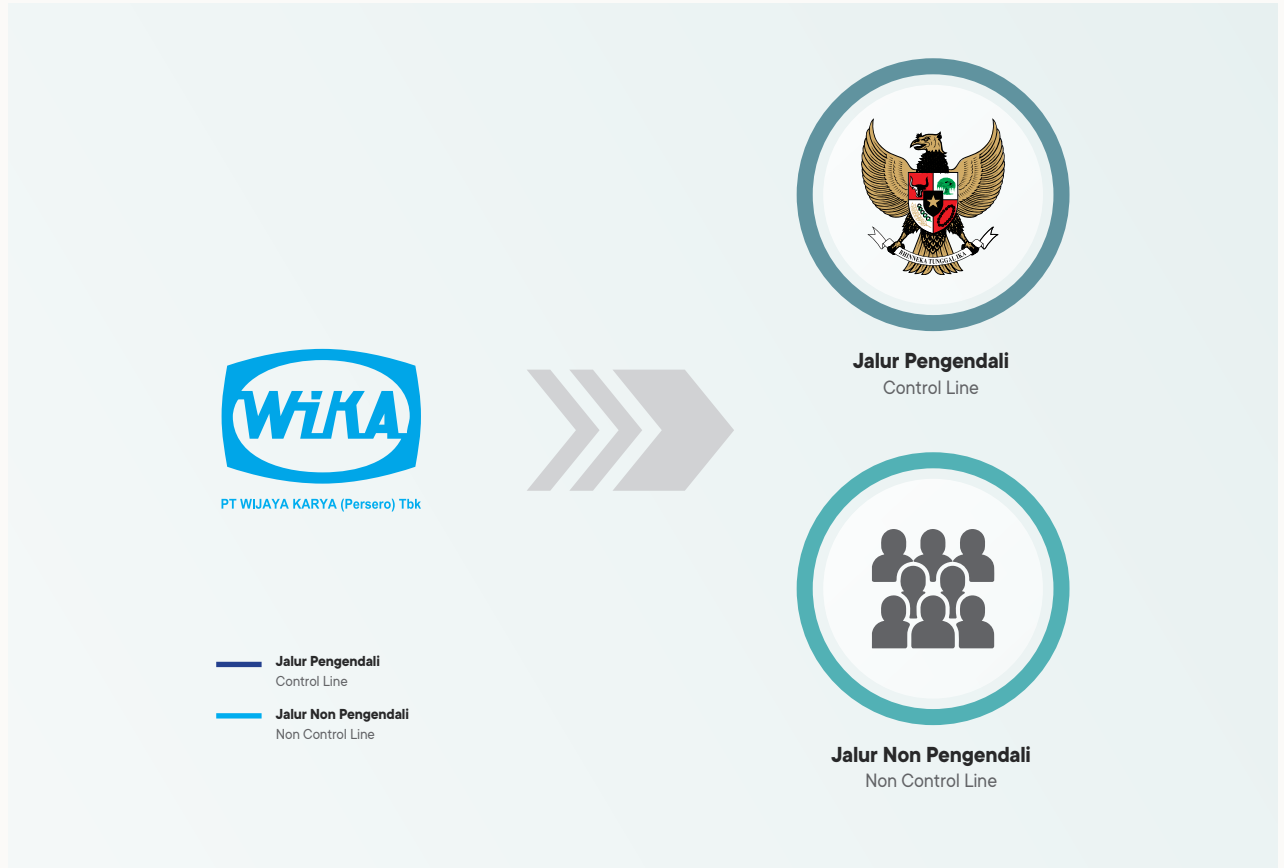 BHINNEKA TUNGGAL IKA
Jalur Pengendali
Control Line
WiKA
PT WIJAYA KARYA (Persero) Tbk
Jalur Pengendali
Control Line
Jalur Non Pengendali
Non Control Line
Jalur Non Pengendali
Non Control Line